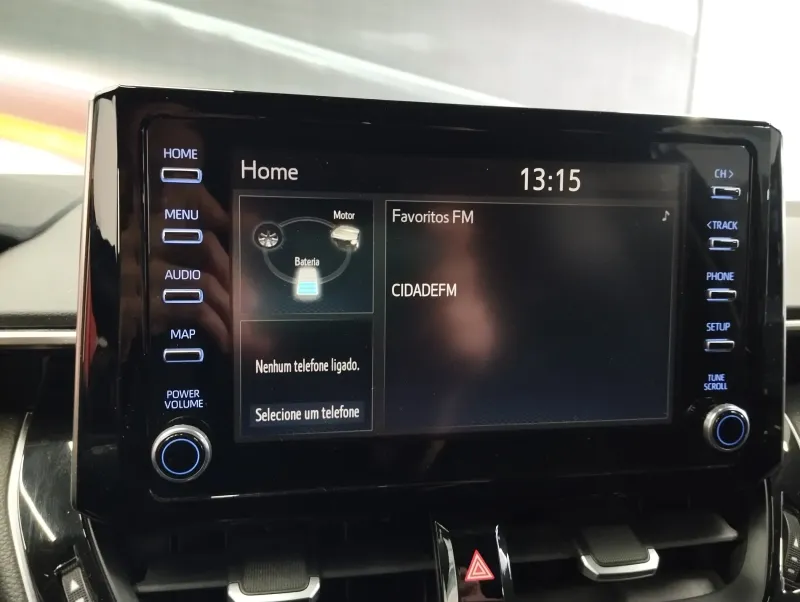 HOME
MENU
AUDIO
MAP
POWER
VOLUME
Home
13:15
Motor
Bateria
Nenhum telefone ligado.
Selecione um telefone
Favoritos FM
CIDADEFM
CH >
< TRACK
PHONE
SETUP
TUNE
SCROLL